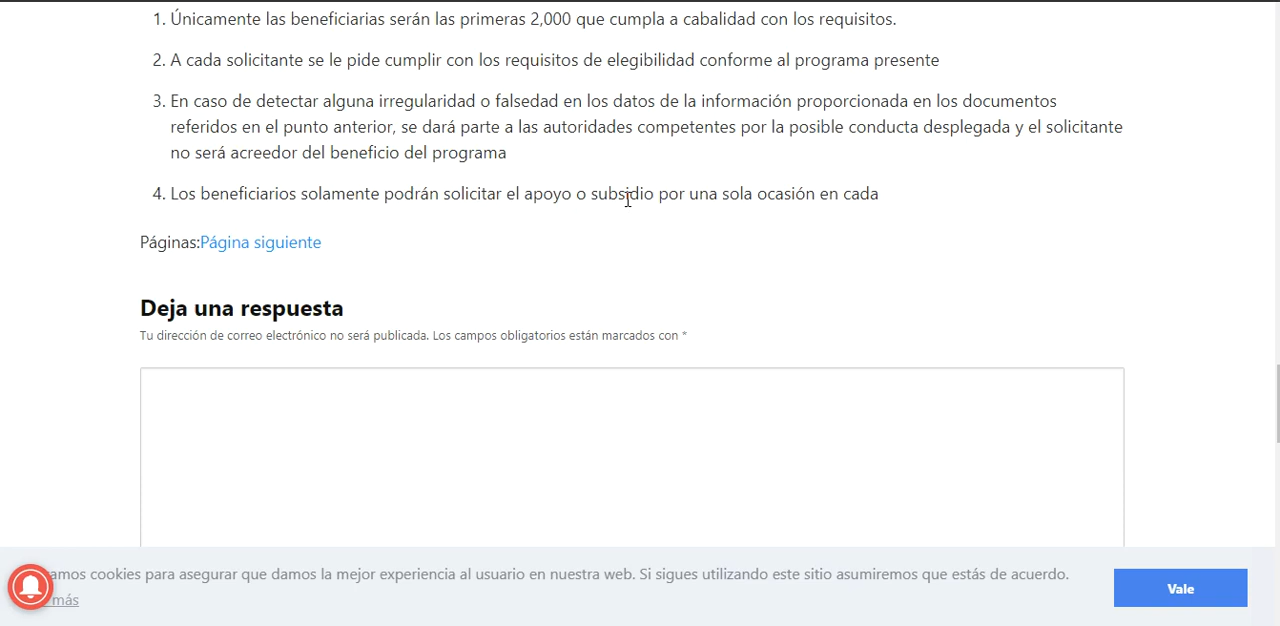 1. Únicamente las beneficiarias serán las primeras 2,000 que cumpla a cabalidad con los requisitos.
2. A cada solicitante se le pide cumplir con los requisitos de elegibilidad conforme al programa presente
3. En caso de detectar alguna irregularidad o falsedad en los datos de la información proporcionada en los documentos
referidos en el punto anterior, se dará parte a las autoridades competentes por la posible conducta desplegada y el solicitante
no será acreedor del beneficio del programa
4. Los beneficiarios solamente podrán solicitar el apoyo o subsidio por una sola ocasión en cada
Páginas:Página siguiente
Deja una respuesta
Tu dirección de correo electrónico no será publicada. Los campos obligatorios están marcados con *
cookies para asegurar que damos la mejor experiencia al usuario en nuestra web. Si sigues utilizando este sitio asumiremos que estás de acuerdo.
más
Vale